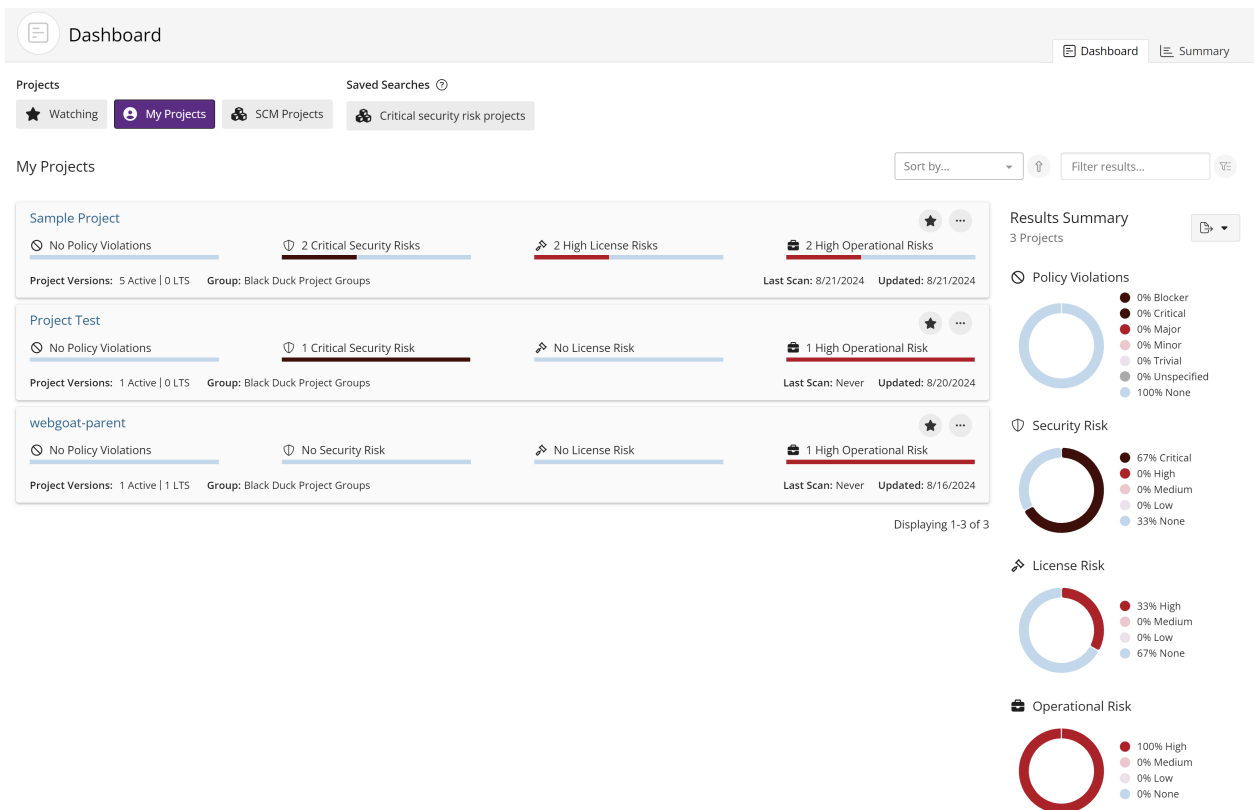 Dashboard
Dashboard
Summary
Projects
Saved Searches
Watching
My Projects
SCM Projects
Critical security risk projects
My Projects
Sort by...
Filter results...
Sample Project
No Policy Violations
2 Critical Security Risks
2 High License Risks
2 High Operational Risks
Project Versions: 5 Active | 0 LTS Group: Black Duck Project Groups
Last Scan: 8/21/2024 Updated: 8/21/2024
Project Test
No Policy Violations
1 Critical Security Risk
No License Risk
1 High Operational Risk
Project Versions: 1 Active | 0 LTS Group: Black Duck Project Groups
Last Scan: Never Updated: 8/20/2024
webgoat-parent
No Policy Violations
No Security Risk
No License Risk
1 High Operational Risk
Project Versions: 1 Active | 1 LTS Group: Black Duck Project Groups
Last Scan: Never Updated: 8/16/2024
Displaying 1-3 of 3
Results Summary
3 Projects
Policy Violations
0% Blocker
0% Critical
0% Major
0% Minor
0% Trivial
0% Unspecified
100% None
Security Risk
67% Critical
0% High
0% Medium
0% Low
33% None
License Risk
33% High
0% Medium
0% Low
67% None
Operational Risk
100% High
0% Medium
0% Low
0% None